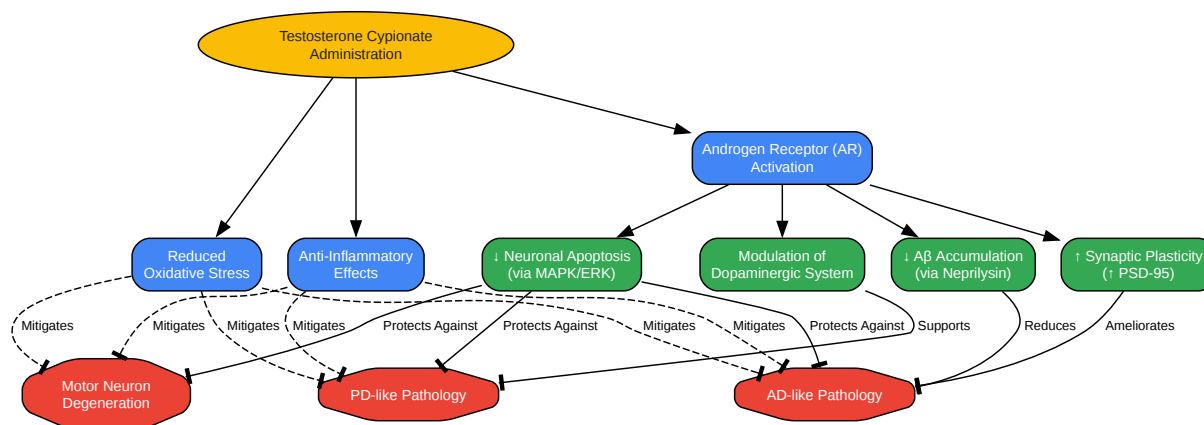 Testosterone Cypionate
Administration
Androgen Receptor (AR)
Activation
Reduced
Oxidative Stress
Anti-Inflammatory
Effects
↓ Neuronal Apoptosis
(via MAPK/ERK)
Modulation of
Dopaminergic System
↓ Aβ Accumulation
(via Neprilysin)
↑ Synaptic Plasticity
(↑ PSD-95)
Mitigates
Mitigates
Mitigates
Mitigates
Protects Against
Protects Against
Mitigates
Mitigates
Protects Against
Supports
Reduces
Ameliorates
Motor Neuron
Degeneration
PD-like Pathology
AD-like Pathology